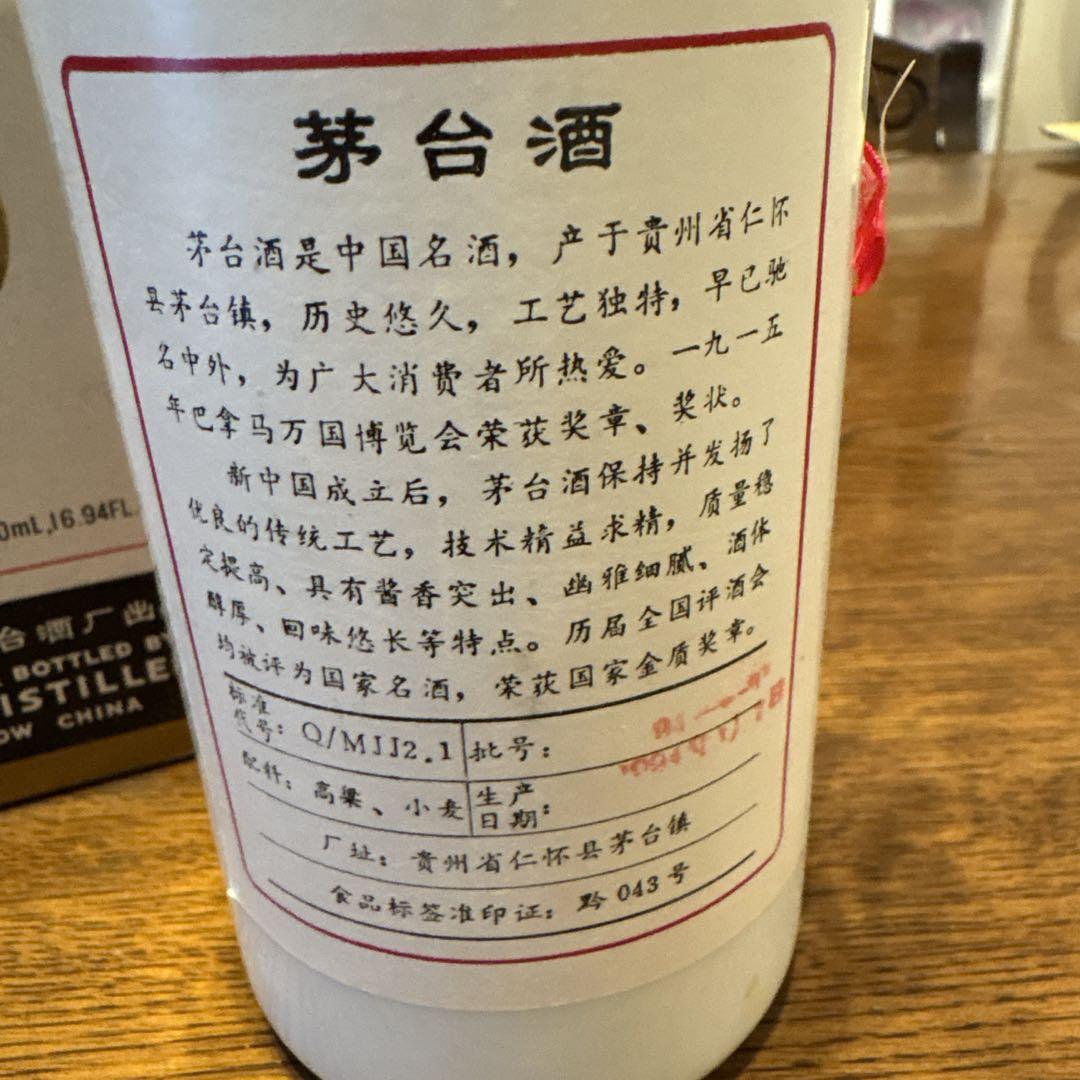 茅台酒
茅台酒是中国名酒，产于贵州省仁怀
县茅台镇，历史悠久，工艺独特，早已驰
名中外，为广大消费者所热爱。一九一五
年巴拿马万国博览会荣获奖章、奖状。
新中国成立后，茅台酒保持并发扬了
优良的传统工艺，技术精益求精，质量稳
定提高、具有酱香突出、幽雅细腻、酒体
醇厚、回味悠长等特点。历届全国评酒会
均被评为国家名酒，荣获国家金质奖章。
标准代号：Q/MJJ2.1 批号：
配料：高粱、小麦 生产日期：
厂址：贵州省仁怀县茅台镇
食品标签准印证：黔 043 号
0mL,16.94FL.
台酒厂出
BOTTLED BY
ISTILLE
OW CHINA